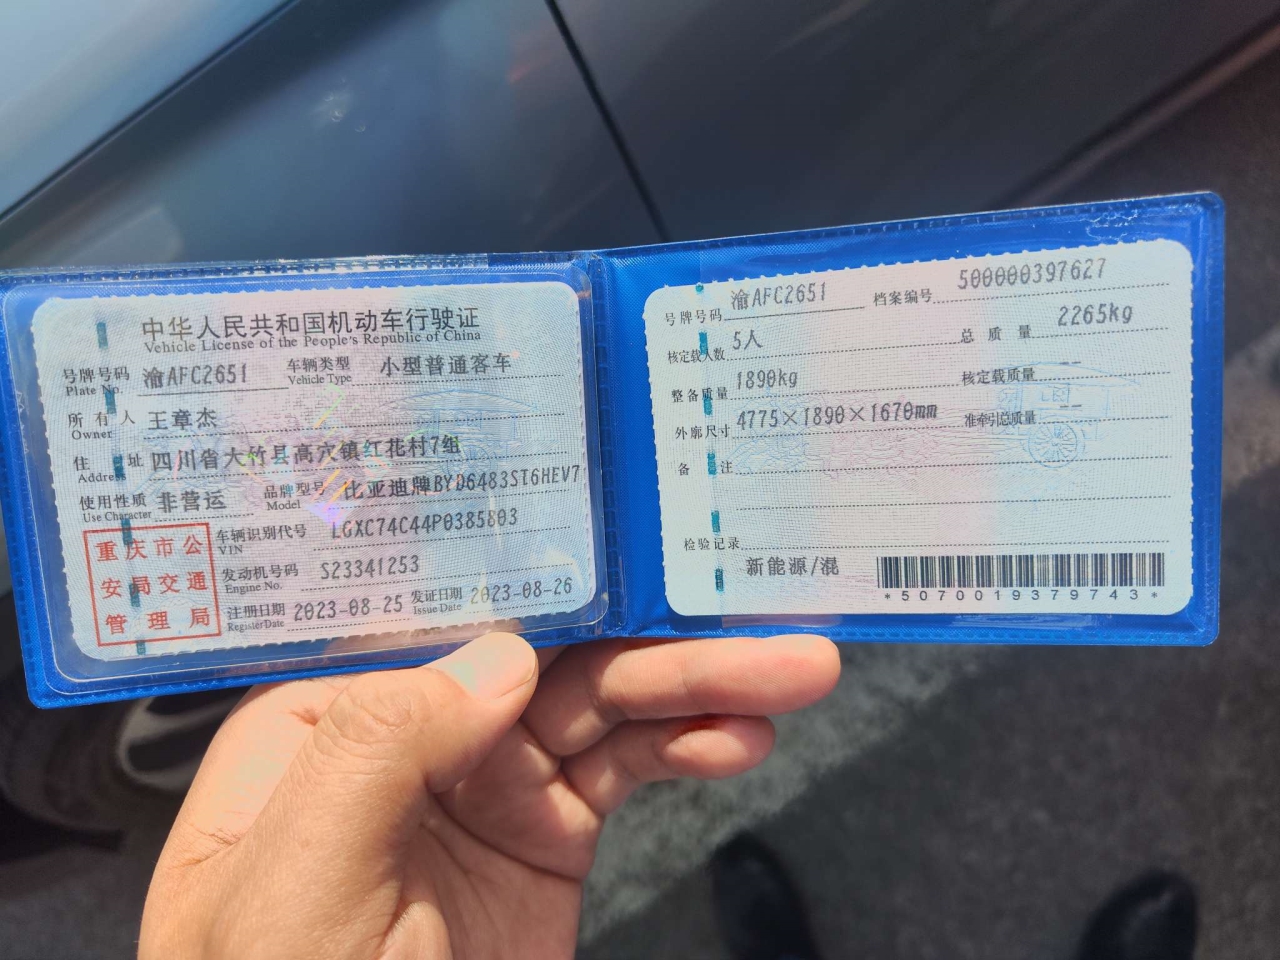 中华人民共和国机动车行驶证
Vehicle License of the People's Republic of China
号牌号码 渝AFC2651 车辆类型 小型普通客车
Plate No. Vehicle Type
所有人 王章杰
Owner
住址 四川省大竹县高穴镇红花村7组
Address
使用性质 非营运 品牌型号 比亚迪牌BYD6483ST6HEV7
Use Character Model
重庆市公
安局交通
管理局
车辆识别代号 LGXC74C44P0385803
VIN
发动机号码 S23341253
Engine No.
注册日期 2023-08-25 发证日期 2023-08-26
Register Date Issue Date
号牌号码 渝AFC2651 档案编号 500000397627
核定载人数 5人 总质量 2265kg
整备质量 1890kg 核定载质量 --
外廓尺寸 4775×1890×1670mm 准牵引总质量 --
备注
检验记录
新能源/混
*5070019379743*